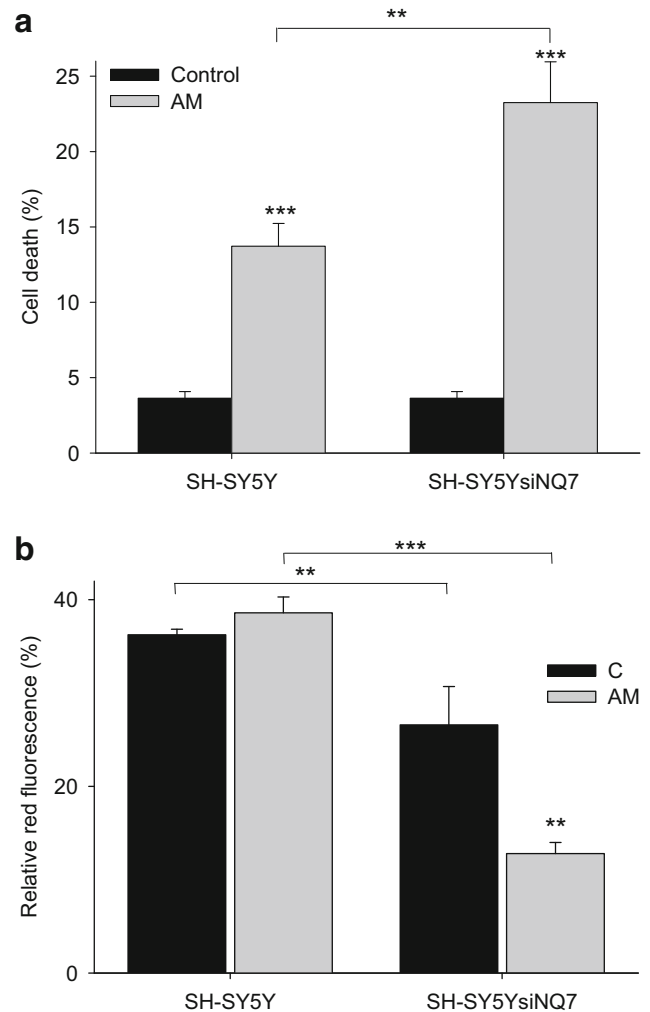 a
**
***
25
Control
AM
20
***
15
10
5
0
Cell death (%)
SH-SY5Y SH-SY5YsiNQ7
b
***
**
40
C
AM
20
**
0
Relative red fluorescence (%)
SH-SY5Y SH-SY5YsiNQ7